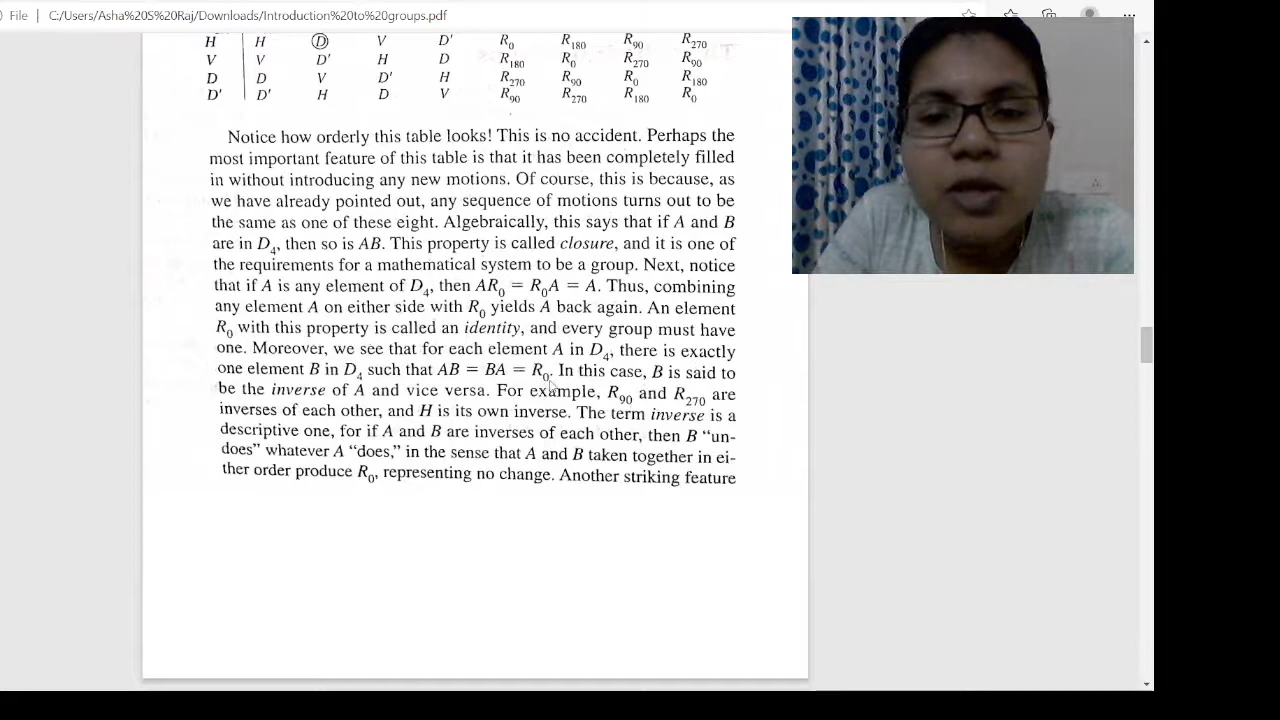 File | C:/Users/Asha%20S%20Raj/Downloads/Introduction%20to%20groups.pdf
H H D V D' R₀ R₁₈₀ R₉₀ R₂₇₀
V V D' H D R₁₈₀ R₀ R₂₇₀ R₉₀
D D V D' H R₂₇₀ R₉₀ R₀ R₁₈₀
D' D' H D V R₉₀ R₂₇₀ R₁₈₀ R₀
Notice how orderly this table looks! This is no accident. Perhaps the
most important feature of this table is that it has been completely filled
in without introducing any new motions. Of course, this is because, as
we have already pointed out, any sequence of motions turns out to be
the same as one of these eight. Algebraically, this says that if A and B
are in D₄, then so is AB. This property is called closure, and it is one of
the requirements for a mathematical system to be a group. Next, notice
that if A is any element of D₄, then AR₀ = R₀A = A. Thus, combining
any element A on either side with R₀ yields A back again. An element
R₀ with this property is called an identity, and every group must have
one. Moreover, we see that for each element A in D₄, there is exactly
one element B in D₄ such that AB = BA = R₀. In this case, B is said to
be the inverse of A and vice versa. For example, R₉₀ and R₂₇₀ are
inverses of each other, and H is its own inverse. The term inverse is a
descriptive one, for if A and B are inverses of each other, then B “un-
does” whatever A “does,” in the sense that A and B taken together in ei-
ther order produce R₀, representing no change. Another striking feature